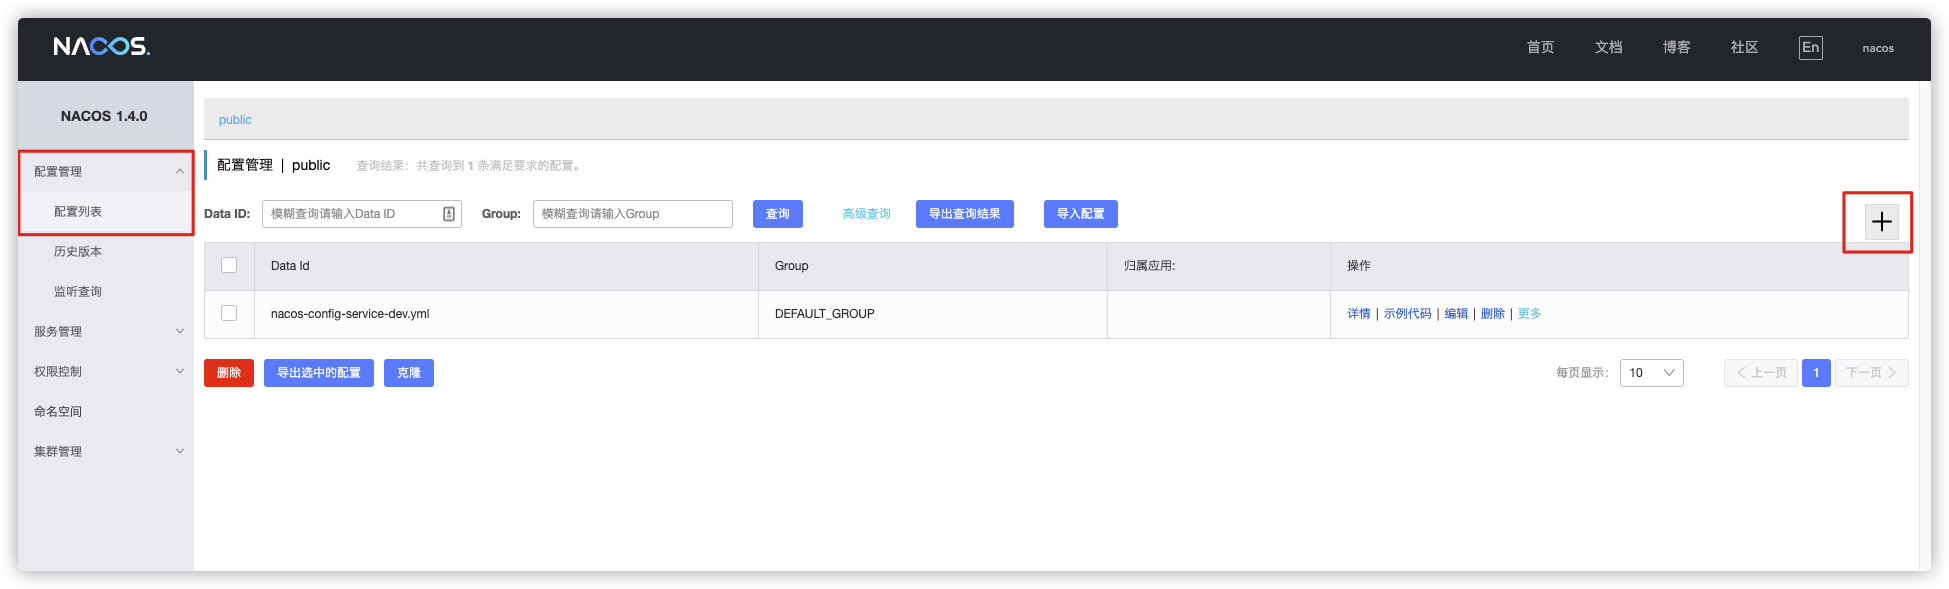 NACOS.
首页 文档 博客 社区 En nacos
NACOS 1.4.0
配置管理
配置列表
历史版本
监听查询
服务管理
权限控制
命名空间
集群管理
public
配置管理 | public 查询结果：共查询到 1 条满足要求的配置。
Data ID: 模糊查询请输入Data ID Group: 模糊查询请输入Group 查询 高级查询 导出查询结果 导入配置 +
Data Id Group 归属应用: 操作
nacos-config-service-dev.yml DEFAULT_GROUP 详情 | 示例代码 | 编辑 | 删除 | 更多
删除 导出选中的配置 克隆 每页显示: 10 上一页 1 下一页